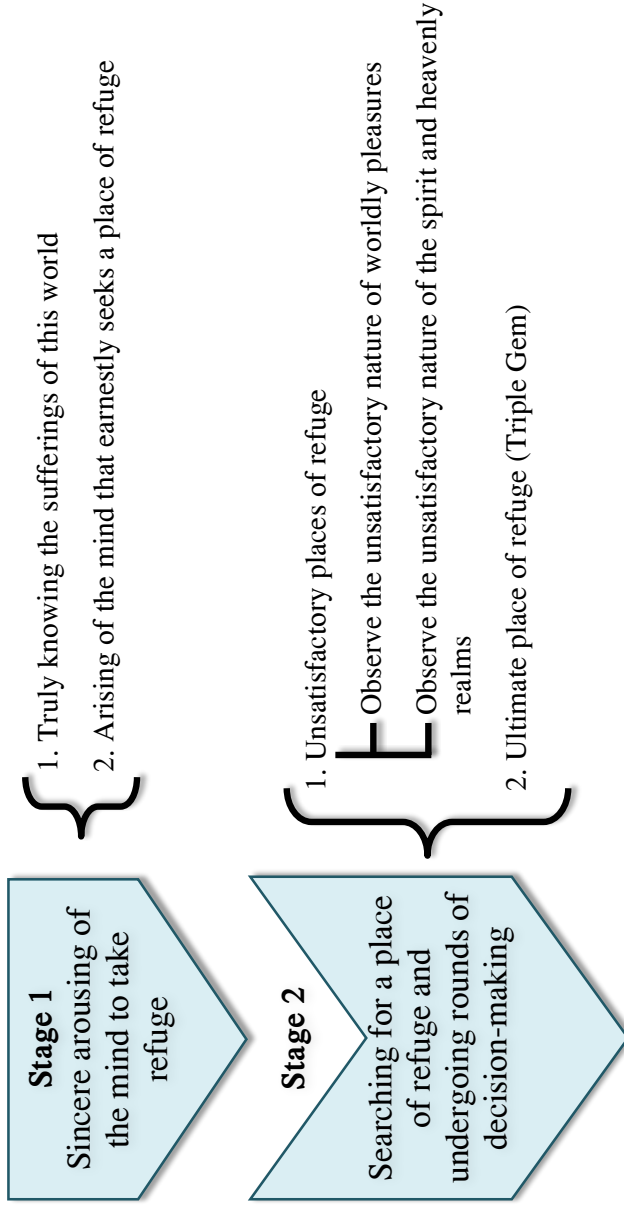 Stage 1
Sincere arousing of
the mind to take
refuge
1. Truly knowing the sufferings of this world
2. Arising of the mind that earnestly seeks a place of refuge
Stage 2
Searching for a place
of refuge and
undergoing rounds of
decision-making
1. Unsatisfactory places of refuge
Observe the unsatisfactory nature of worldly pleasures
Observe the unsatisfactory nature of the spirit and heavenly
realms
2. Ultimate place of refuge (Triple Gem)